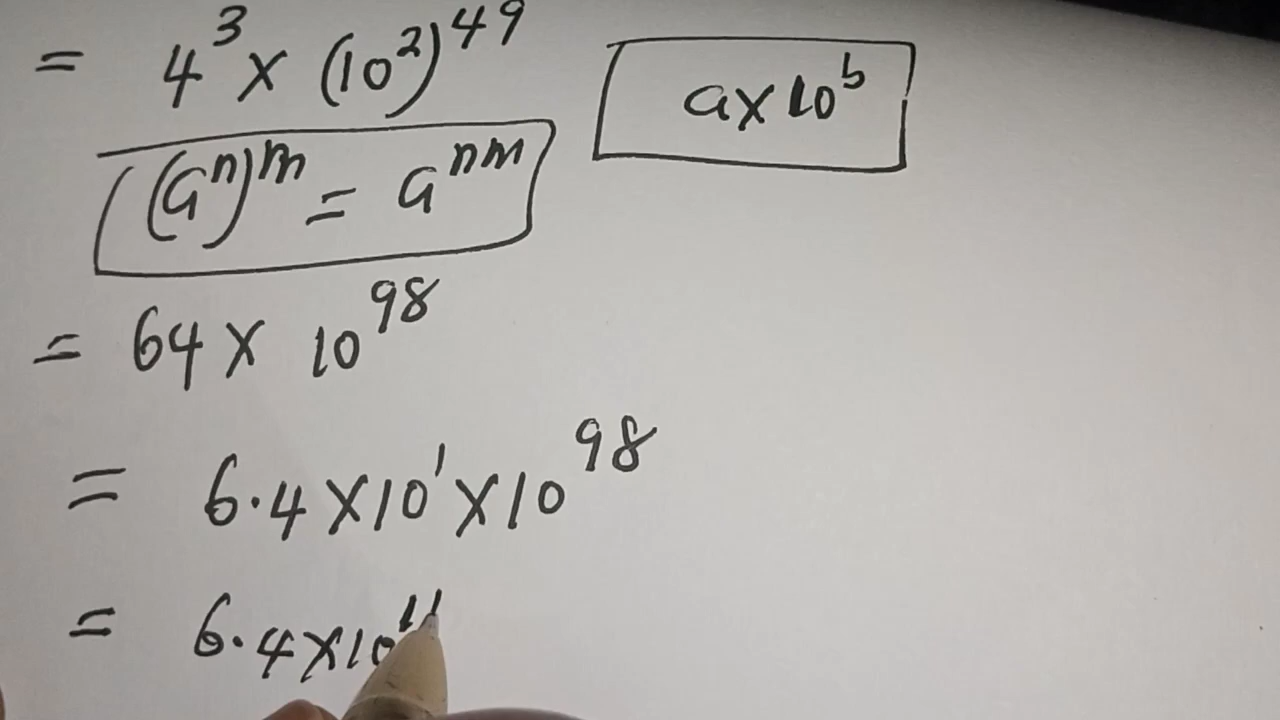 = 4³ × (10²)⁴⁹
a × 10ᵇ
(aⁿ)ᵐ = aⁿᵐ
= 64 × 10⁹⁸
= 6.4 × 10¹ × 10⁹⁸
= 6.4 × 10